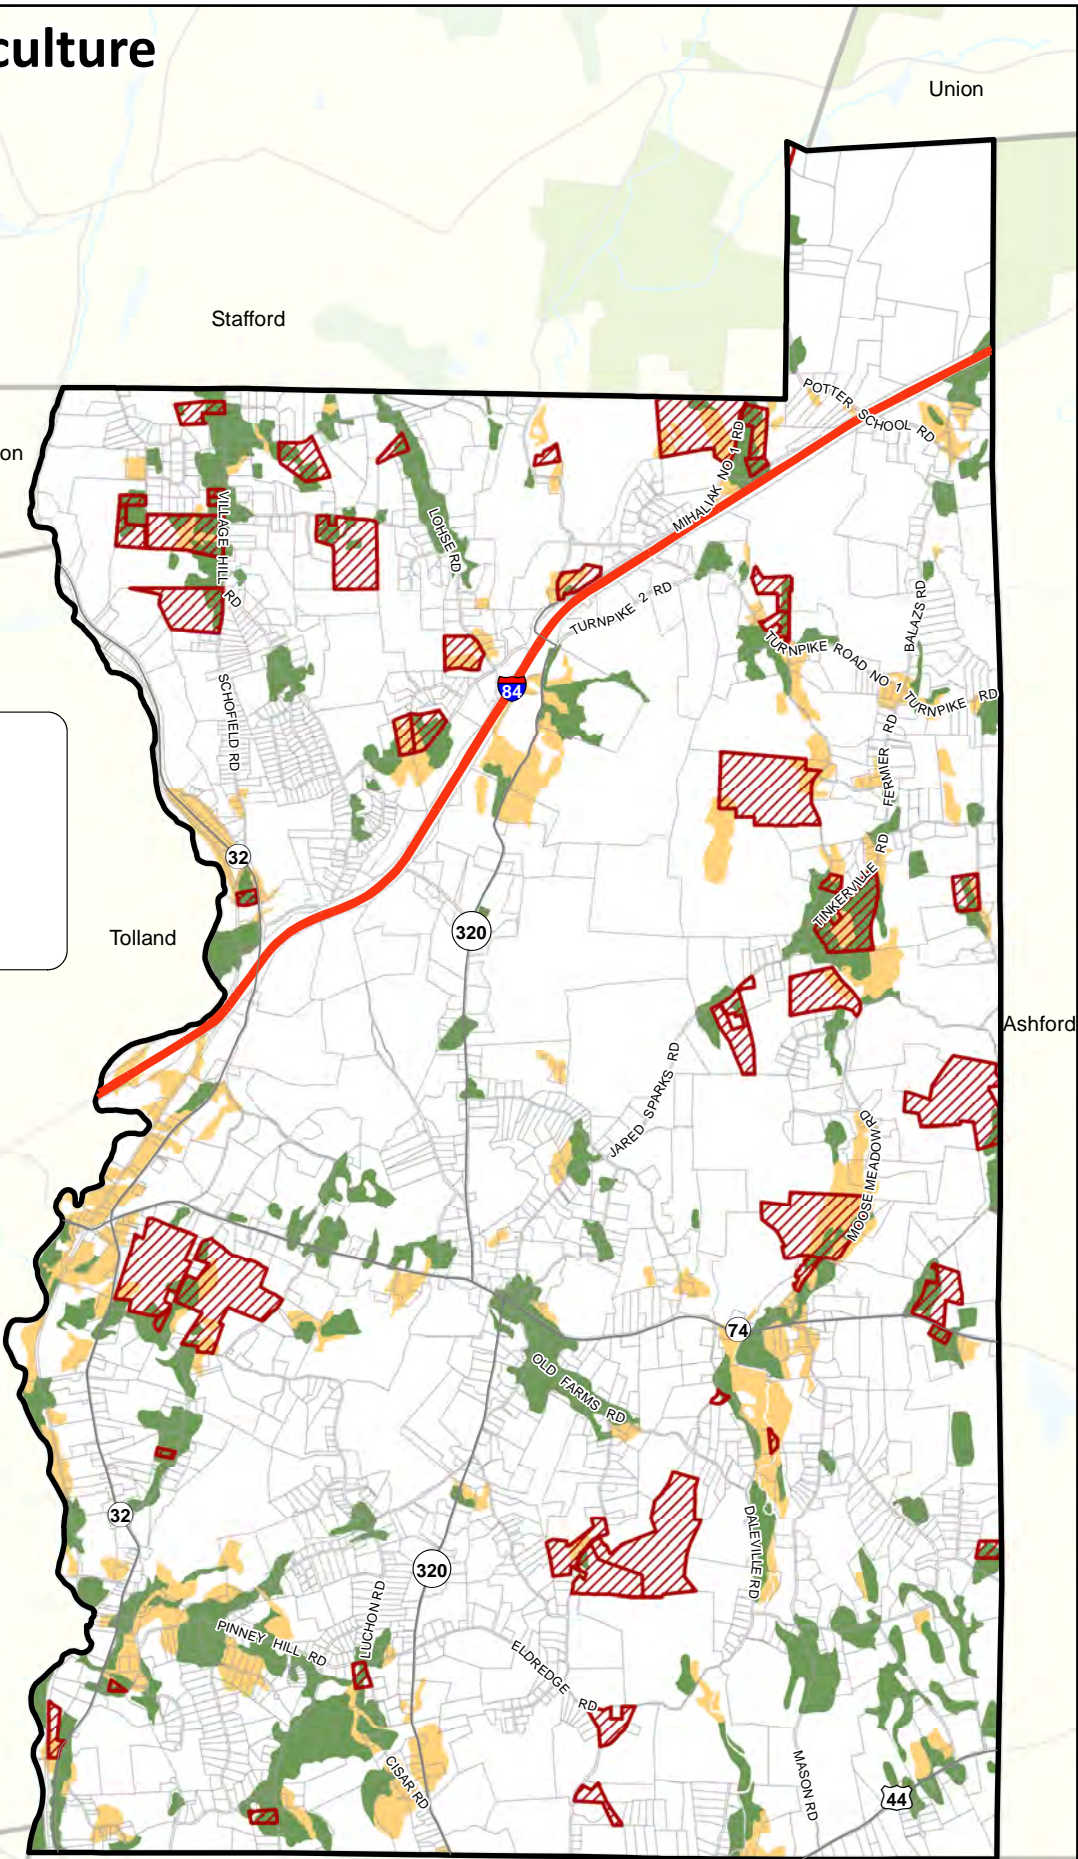 culture
Union
Stafford
on
POTTER SCHOOL RD
MIHALIAK NO 1 RD
VILLAGE HILL RD
LOHSE RD
TURNPIKE 2 RD
BALAZS RD
TURNPIKE ROAD NO 1
TURNPIKE RD
SCHOFIELD RD
84
FERMIER RD
32
TINKERVILLE RD
320
Tolland
Ashford
JARED SPARKS RD
MOOSE MEADOW RD
74
OLD FARMS RD
32
DALEVILLE RD
320
LUCHON RD
PINNEY HILL RD
ELDREDGE RD
CISAR RD
MASON RD
44